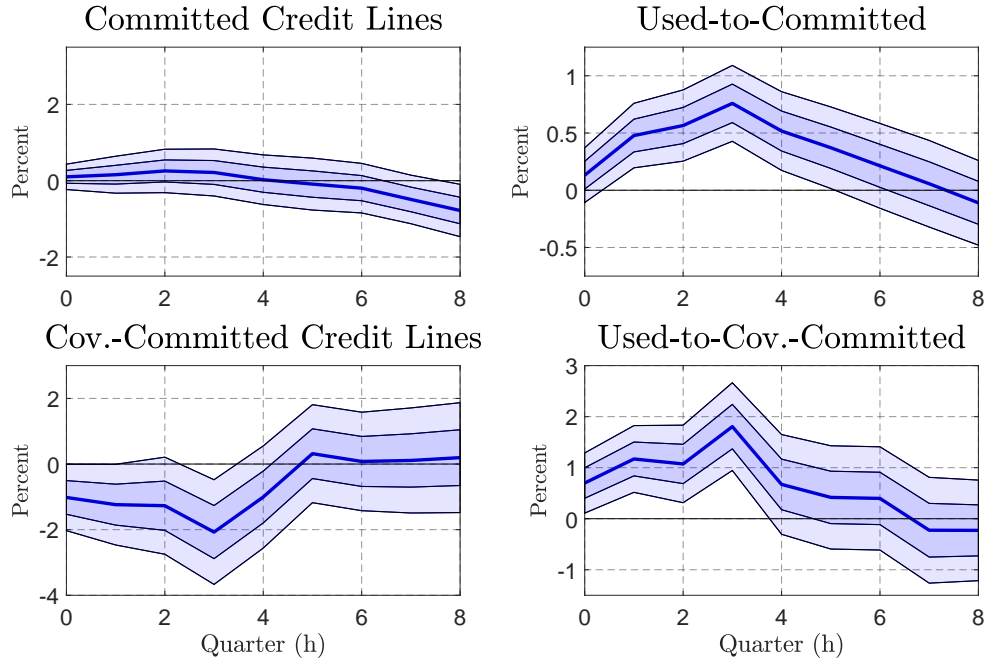 Committed Credit Lines
Percent
2
0
-2
0 2 4 6 8
Used-to-Committed
Percent
1
0.5
0
-0.5
0 2 4 6 8
Cov.-Committed Credit Lines
Percent
2
0
-2
-4
0 2 4 6 8
Quarter (h)
Used-to-Cov.-Committed
Percent
3
2
1
0
-1
0 2 4 6 8
Quarter (h)